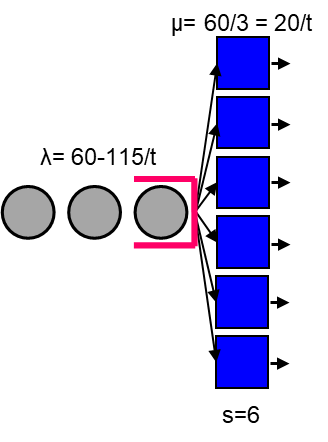 μ= 60/3 = 20/t
λ= 60-115/t
s=6